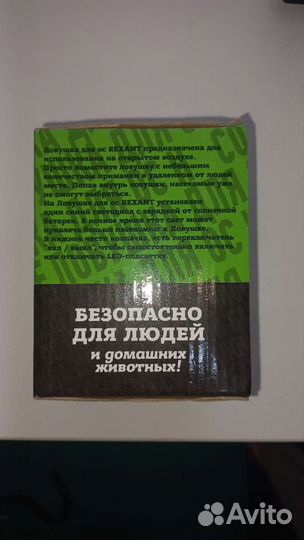 Ловушка для ос REXANT предназначена для
использования на открытом воздухе.
Просто поместите ловушку с небольшим
количеством приманки в удаленном от людей
месте. Попав внутрь ловушки, насекомые уже
не смогут выбраться.
На Ловушке для ос REXANT установлен
один синий светодиод с зарядкой от солнечной
батареи. В ночное время этот свет может
привлечь больше насекомых к Ловушке.
В нижней части колпачка, есть переключатель
"вкл / выкл", чтобы самостоятельно включать
или отключать LED-подсветку.
БЕЗОПАСНО
ДЛЯ ЛЮДЕЙ
и домашних
животных!
Avito